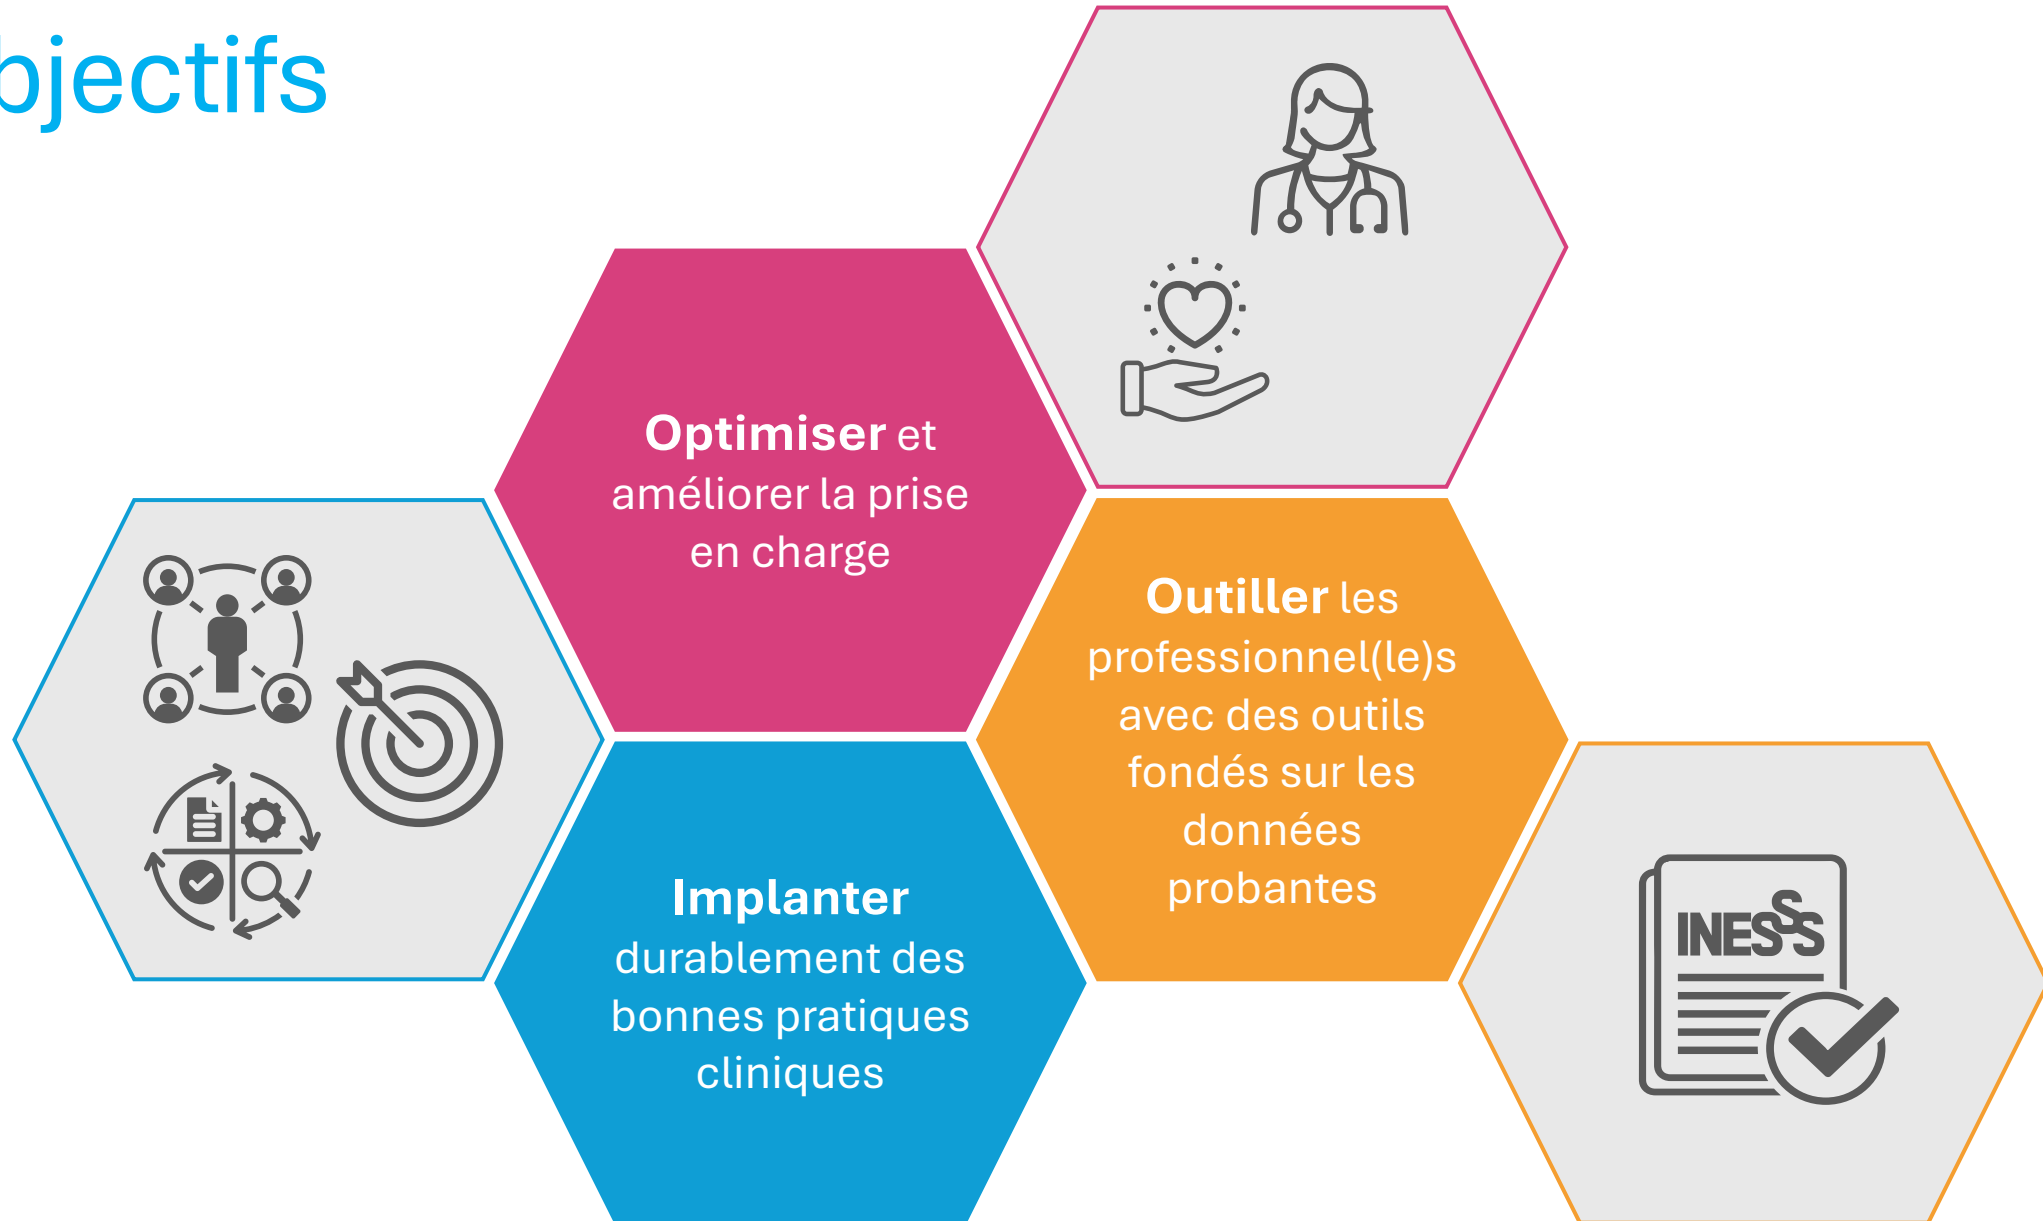 bjectifs
Optimiser et
améliorer la prise
en charge
Outiller les
professionnel(le)s
avec des outils
fondés sur les
données
probantes
Implanter
durablement des
bonnes pratiques
cliniques
INESSS